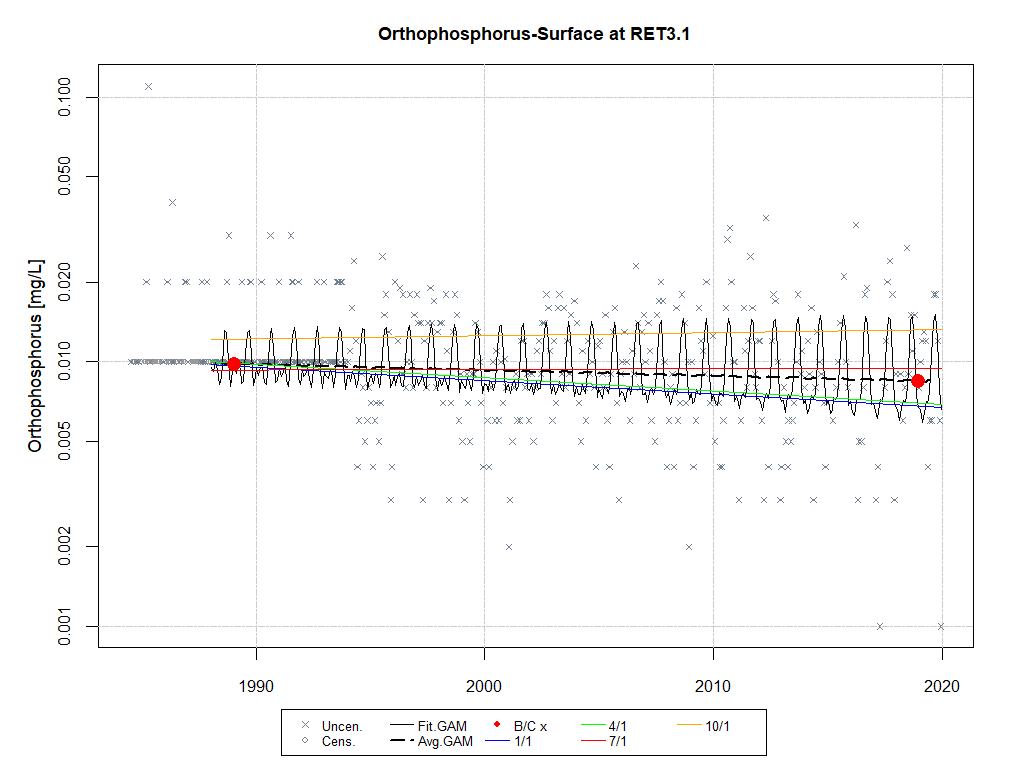 Orthophosphorus-Surface at RET3.1
Orthophosphorus [mg/L]
0.100
0.050
0.020
0.010
0.005
0.002
0.001
1990 2000 2010 2020
Uncen. Fit.GAM B/C x 4/1 10/1
Cens. Avg.GAM 1/1 7/1